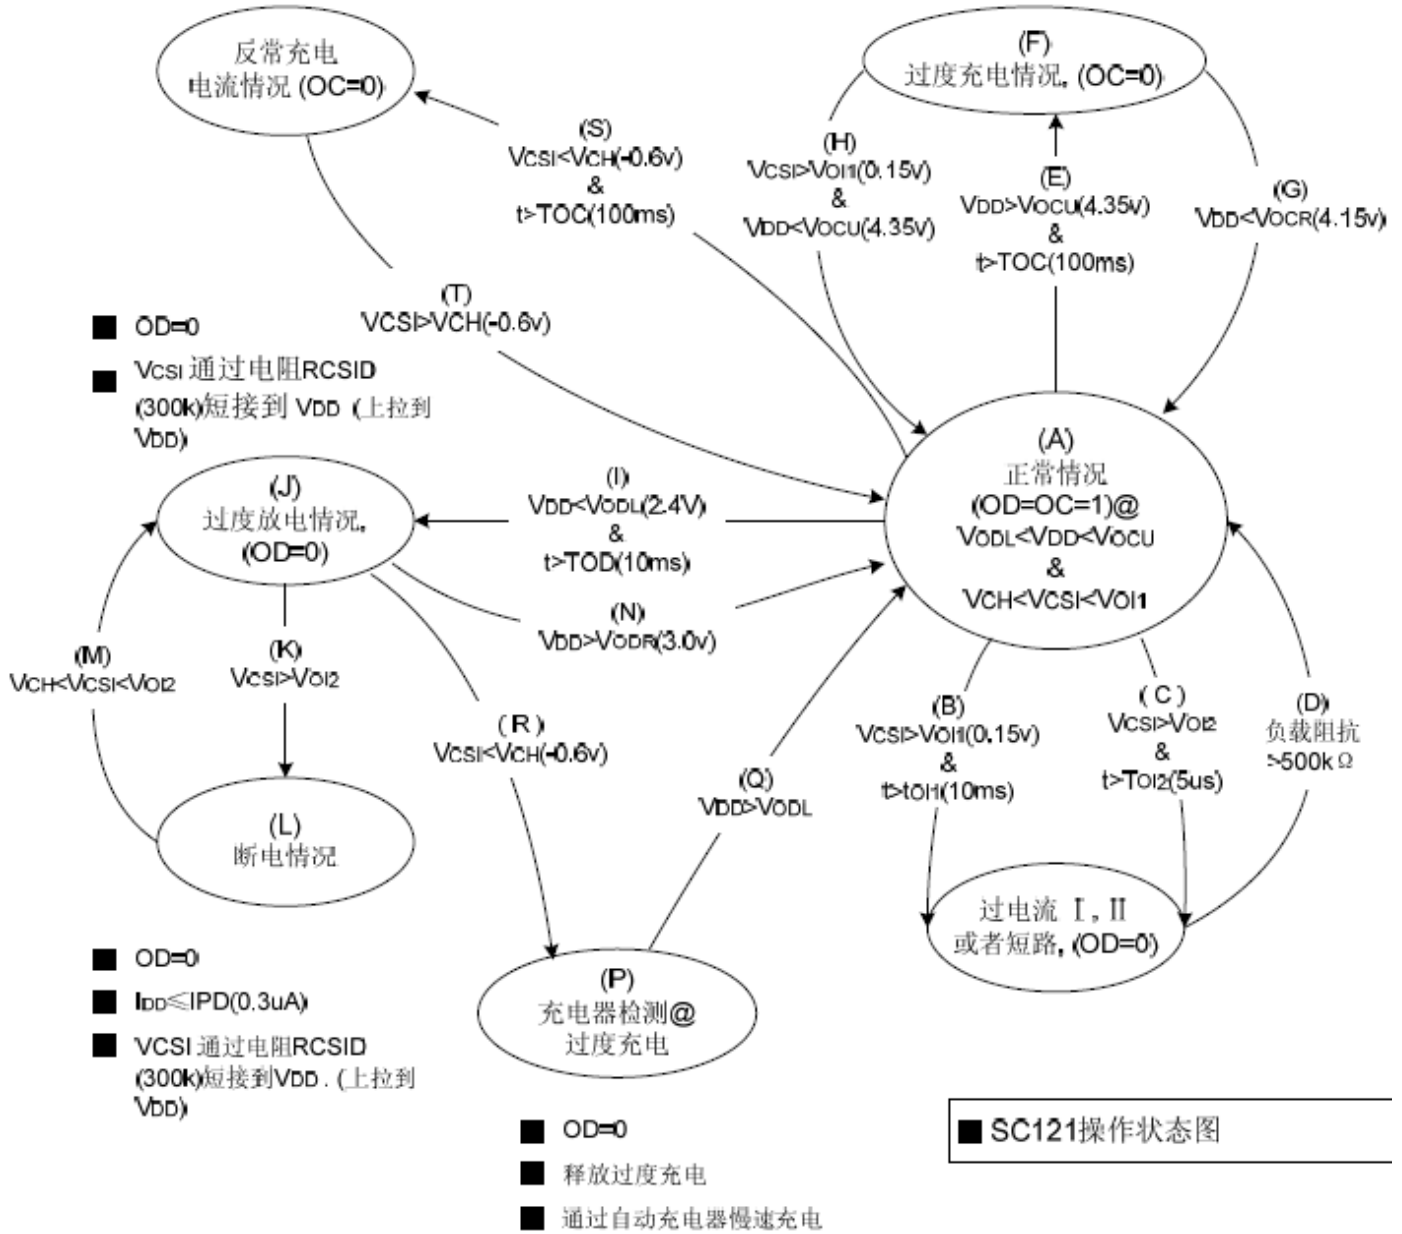 反常充电
电流情况 (OC=0)
(S)
VCSI<VCH(-0.6v)
&
t>TOC(100ms)
(H)
VCSI>VOI1(0.15v)
&
VDD<VOCU(4.35v)
(F)
过度充电情况, (OC=0)
(E)
VDD>VOCU(4.35v)
&
t>TOC(100ms)
(G)
VDD<VOCR(4.15v)
(T)
VCSI>VCH(-0.6v)
■ OD=0
■ VCSI 通过电阻RCSID
(300k)短接到 VDD (上拉到
VDD)
(J)
过度放电情况,
(OD=0)
(I)
VDD<VODL(2.4V)
&
t>TOD(10ms)
(N)
VDD>VODR(3.0v)
(A)
正常情况
(OD=OC=1)@
VODL<VDD<VOCU
&
VCH<VCSI<VOI1
(M)
VCH<VCSI<VOI2
(K)
VCSI>VOI2
(R)
VCSI<VCH(-0.6v)
(Q)
VDD>VODL
(B)
VCSI>VOI1(0.15v)
&
t>tOI1(10ms)
( C )
VCSI>VOI2
&
t>TOI2(5us)
(D)
负载阻抗
>500k Ω
(L)
断电情况
过电流 Ⅰ, Ⅱ
或者短路, (OD=0)
■ OD=0
■ IDD≤IPD(0.3uA)
■ VCSI 通过电阻RCSID
(300k)短接到VDD . (上拉到
VDD)
(P)
充电器检测@
过度充电
■ OD=0
■ 释放过度充电
■ 通过自动充电器慢速充电
■ SC121操作状态图